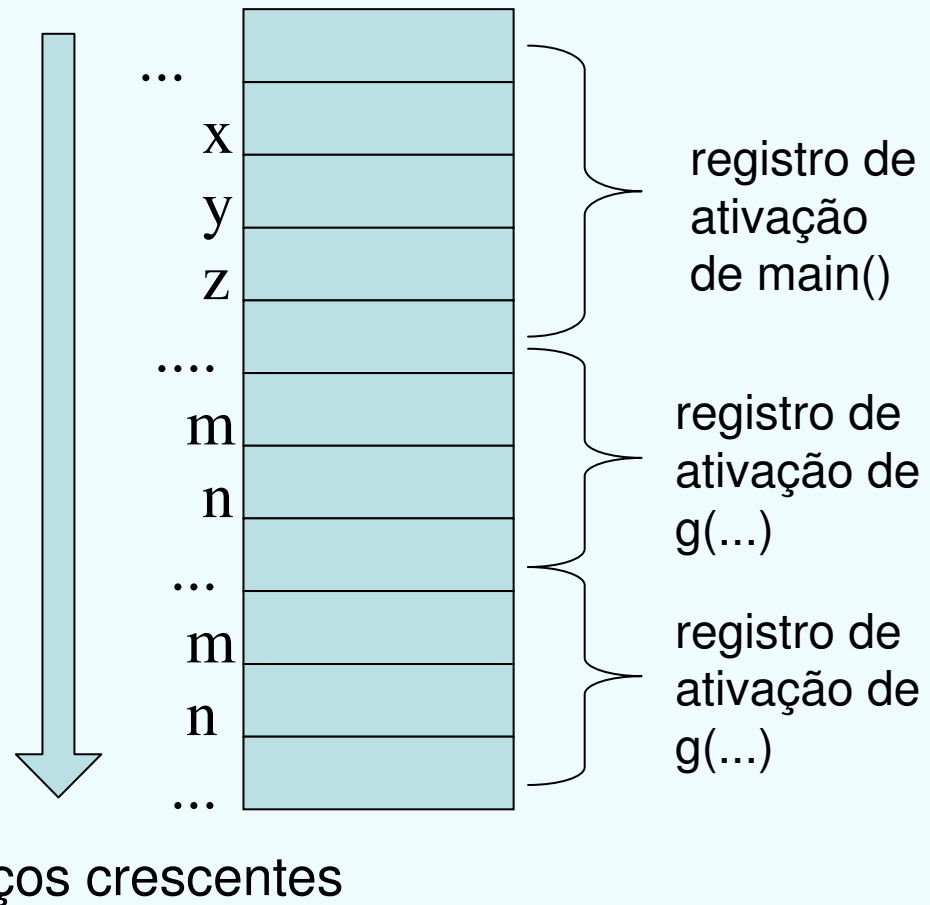 ...
x
y
z
....
m
n
...
m
n
...
registro de
ativação
de main()
registro de
ativação de
g(...)
registro de
ativação de
g(...)
ços crescentes